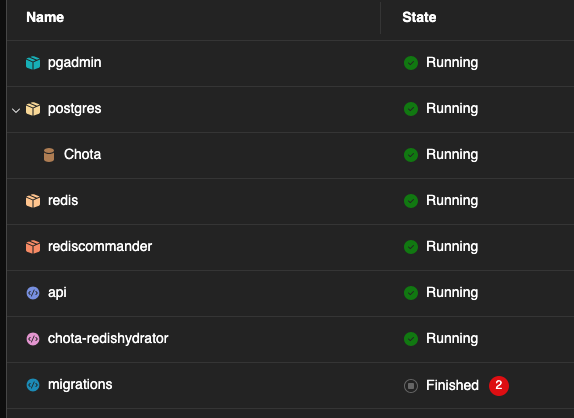 Name State
pgadmin Running
postgres Running
Chota Running
redis Running
rediscommander Running
api Running
chota-redishydrator Running
migrations Finished 2